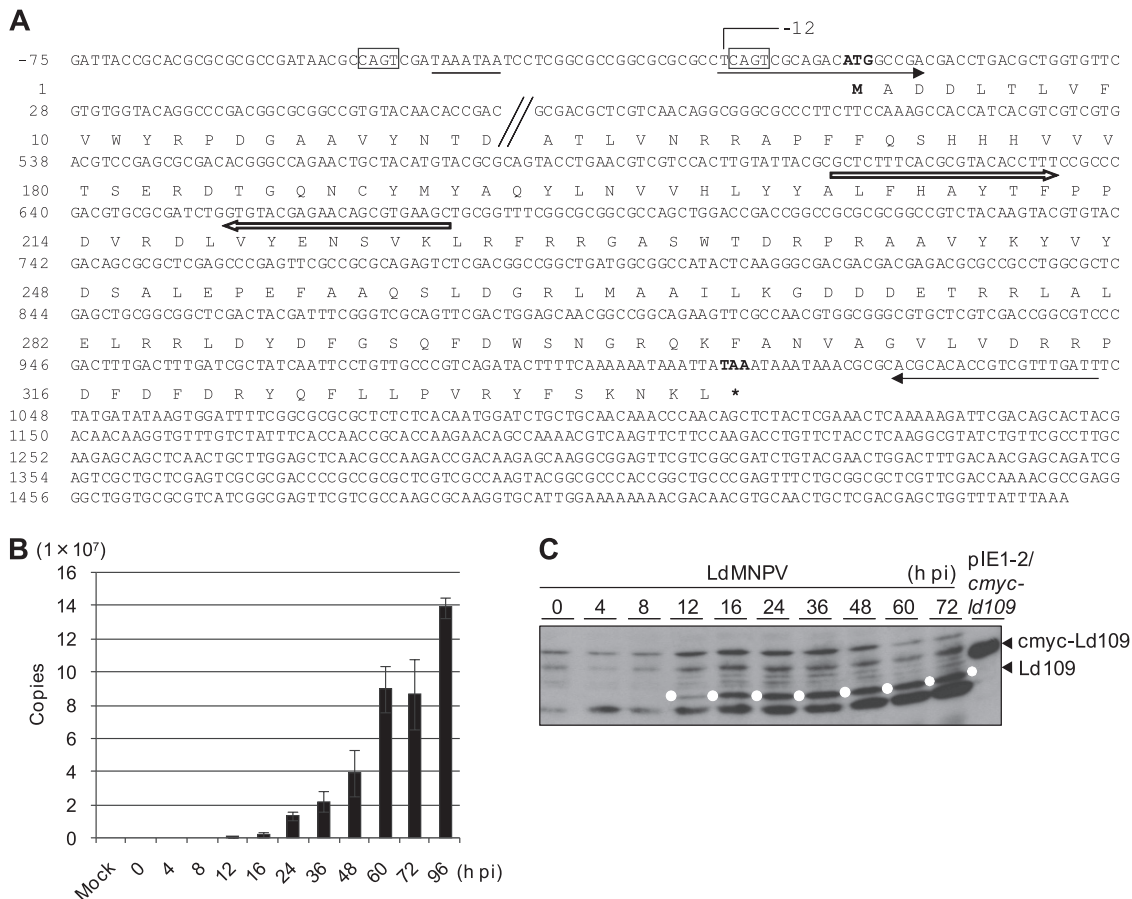 A
-12
-75 GATTACCGCACGCGCGCGCCGATAACGCCAGTCGATAAATAATCCTCGGCGCCGGCGCGCGCCTCAGTCGCAGACATGGCCGACGACCTGACGCTGGTGTTC
1 M A D D L T L V F
28 GTGTGGTACAGGCCCGACGGCGCGGCCGTGTACAACACCGAC // GCGACGCTCGTCAACAGGCGGGCGCCCTTCTTCCAAAGCCACCATCACGTCGTCGTG
10 V W Y R P D G A A V Y N T D A T L V N R R A P F F Q S H H H V V V
538 ACGTCCGAGCGCGACACGGGCCAGAACTGCTACATGTACGCGCAGTACCTGAACGTCGTCCACTTGTATTACGCGCTCTTTCACGCGTACACCTTTCCGCCC
180 T S E R D T G Q N C Y M Y A Q Y L N V V H L Y Y A L F H A Y T F P P
640 GACGTGCGCGATCTGGTGTACGAGAACAGCGTGAAGCTGCGGTTTCGGCGCGGCGCCAGCTGGACCGACCGGCCGCGCGCGGCCGTCTACAAGTACGTGTAC
214 D V R D L V Y E N S V K L R F R R G A S W T D R P R A A V Y K Y V Y
742 GACAGCGCGCTCGAGCCCGAGTTCGCCGCGCAGAGTCTCGACGGCCGGCTGATGGCGGCCATACTCAAGGGCGACGACGACGAGACGCGCCGCCTGGCGCTC
248 D S A L E P E F A A Q S L D G R L M A A I L K G D D D E T R R L A L
844 GAGCTGCGGCGGCTCGACTACGATTTCGGGTCGCAGTTCGACTGGAGCAACGGCCGGCAGAAGTTCGCCAACGTGGCGGGCGTGCTCGTCGACCGGCGTCCC
282 E L R R L D Y D F G S Q F D W S N G R Q K F A N V A G V L V D R R P
946 GACTTTGACTTTGATCGCTATCAATTCCTGTTGCCCGTCAGATACTTTTCAAAAAATAAATTATAAATAAATAAACGCGCACGCACACCGTCGTTTGATTTC
316 D F D F D R Y Q F L L P V R Y F S K N K L *
1048 TATGATATAAGTGGATTTTCGGCGCGCGCTCTCTCACAATGGATCTGCTGCAACAAACCCAACAGCTCTACTCGAAACTCAAAAAGATTCGACAGCACTACG
1150 ACAACAAGGTGTTTGTCTATTTCACCAACCGCACCAAGAACAGCCAAAACGTCAAGTTCTTCCAAGACCTGTTCTACCTCAAGGCGTATCTGTTCGCCTTGC
1252 AAGAGCAGCTCAACTGCTTGGAGCTCAACGCCAAGACCGACAAGAGCAAGGCGGAGTTCGTCGGCGATCTGTACGAACTGGACTTTGACAACGAGCAGATCG
1354 AGTCGCTGCTCGAGTCGCGCGACCCCGCCGCGCTCGTCGCCAAGTACGGCGCCCACCGGCTGCCCGAGTTTCTGCGGCGCTCGTTCGACCAAAACGCCGAGG
1456 GGCTGGTGCGCGTCATCGGCGAGTTCGTCGCCAAGCGCAAGGTGCATTGGAAAAAAAACGACAACGTGCAACTGCTCGACGAGCTGGTTTATTTAAA
B (1×10⁷)
Copies
16
14
12
10
8
6
4
2
0
Mock 0 4 8 12 16 24 36 48 60 72 96 (h pi)
C
LdMNPV (h pi)
0 4 8 12 16 24 36 48 60 72
pIE1-2/
cmyc-
ld109
cmyc-Ld109
Ld109